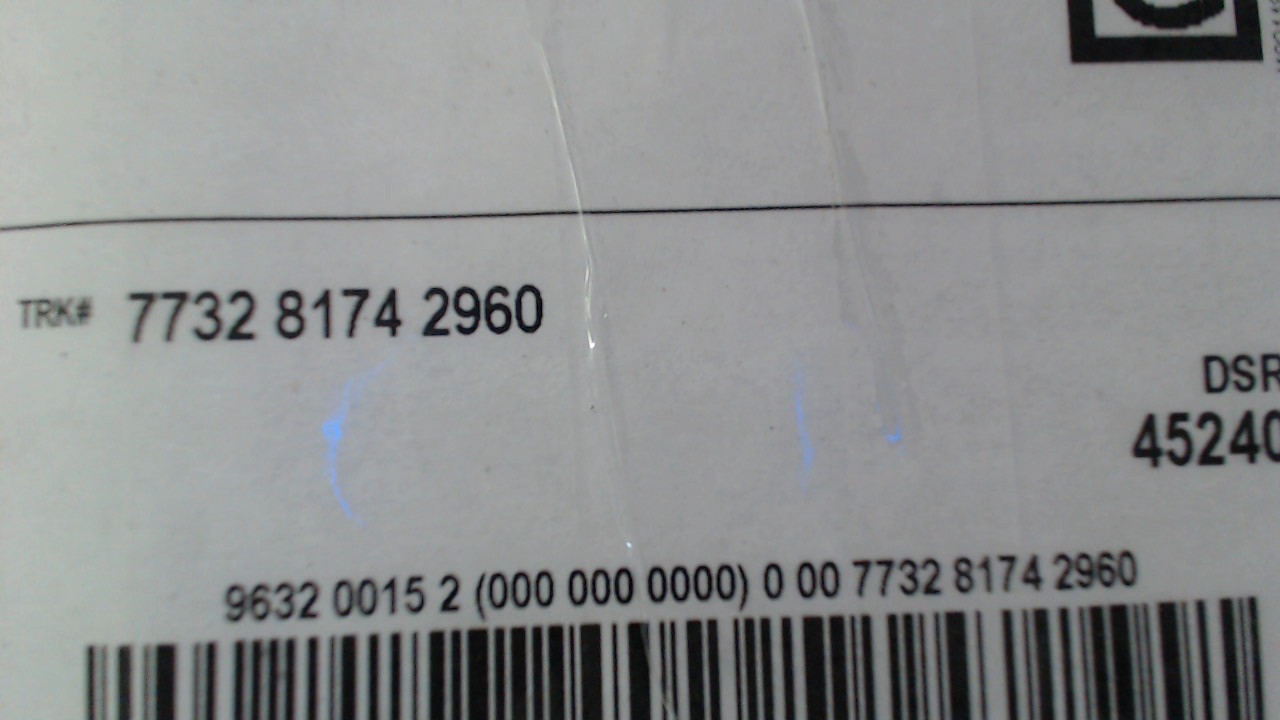 TRK# 7732 8174 2960
DSR
45240
9632 0015 2 (000 000 0000) 0 00 7732 8174 2960